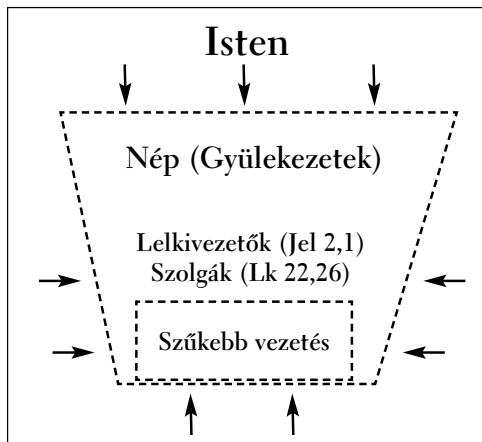 Isten
Nép (Gyülekezetek)
Lelkivezetők (Jel 2,1)
Szolgák (Lk 22,26)
Szűkebb vezetés